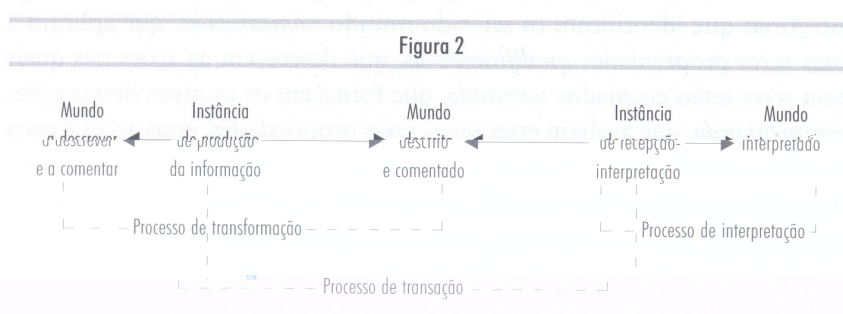 Figura 2
Mundo Instância Mundo Instância Mundo
a descrever de produção descrito de recepção- interpretado
e a comentar da informação e comentado interpretação
Processo de transformação Processo de interpretação
Processo de transação